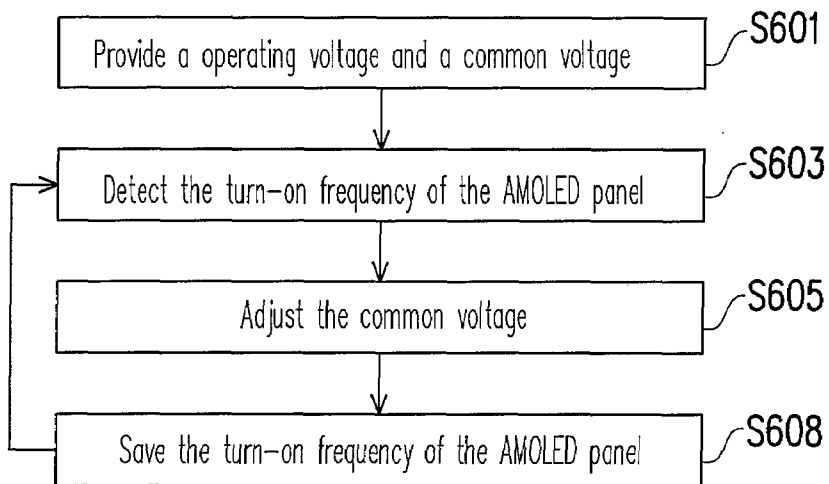 Provide a operating voltage and a common voltage
S601
Detect the turn-on frequency of the AMOLED panel
S603
Adjust the common voltage
S605
Save the turn-on frequency of the AMOLED panel
S608